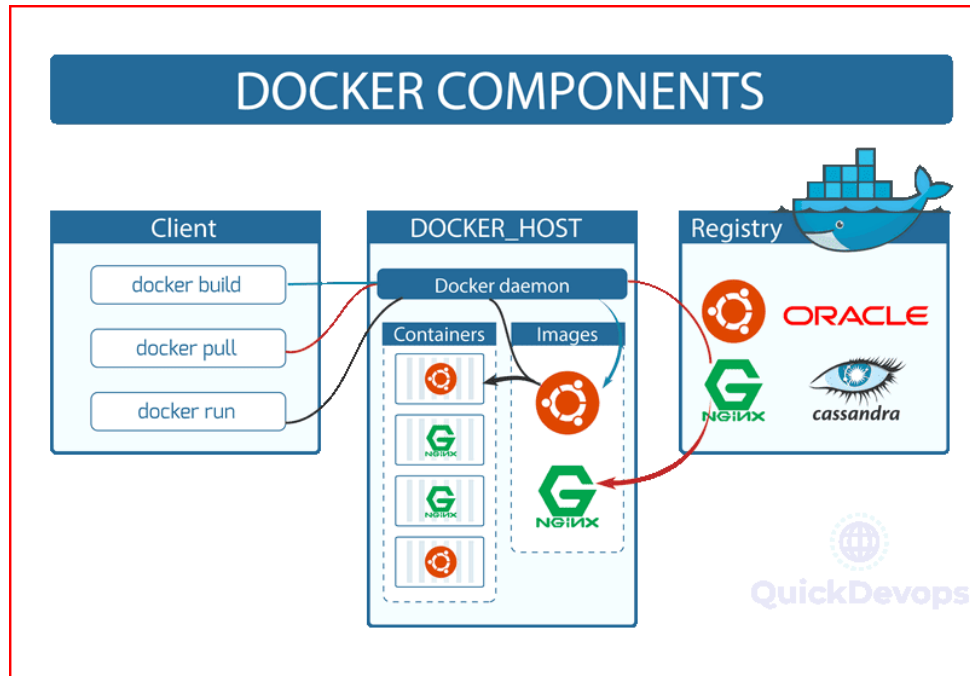 DOCKER COMPONENTS
Client
docker build
docker pull
docker run
DOCKER_HOST
Docker daemon
Containers
NGINX
NGINX
Images
NGINX
Registry
ORACLE
NGINX
cassandra
QuickDevops